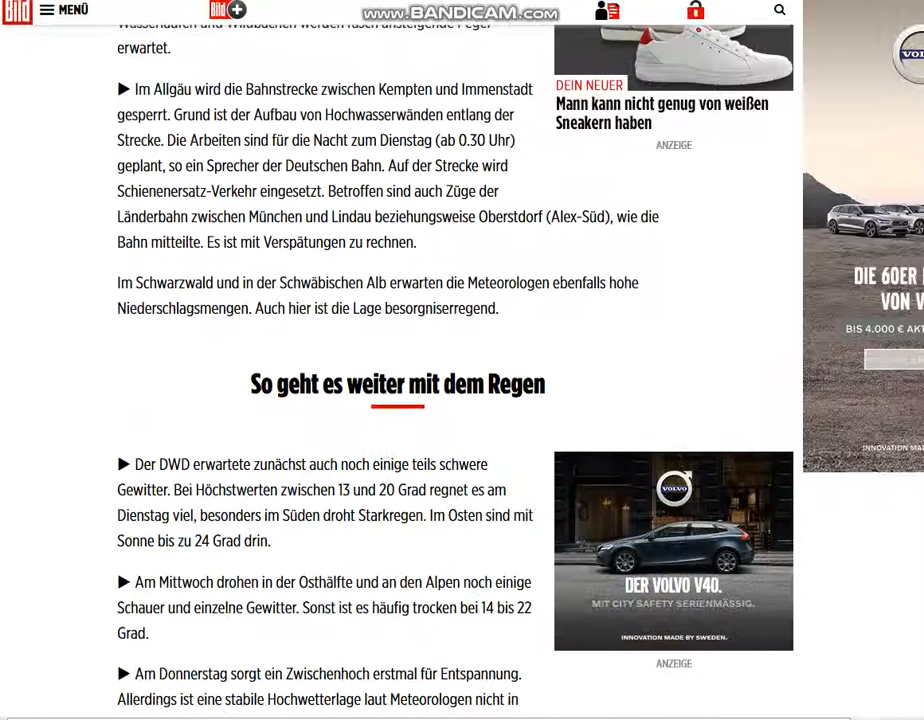 Bild
MENÜ
Bild+
www.BANDICAM.com
erwartet.
► Im Allgäu wird die Bahnstrecke zwischen Kempten und Immenstadt
gesperrt. Grund ist der Aufbau von Hochwasserwänden entlang der
Strecke. Die Arbeiten sind für die Nacht zum Dienstag (ab 0.30 Uhr)
geplant, so ein Sprecher der Deutschen Bahn. Auf der Strecke wird
Schienenersatz-Verkehr eingesetzt. Betroffen sind auch Züge der
Länderbahn zwischen München und Lindau beziehungsweise Oberstdorf (Alex-Süd), wie die
Bahn mitteilte. Es ist mit Verspätungen zu rechnen.
Im Schwarzwald und in der Schwäbischen Alb erwarten die Meteorologen ebenfalls hohe
Niederschlagsmengen. Auch hier ist die Lage besorgniserregend.
So geht es weiter mit dem Regen
► Der DWD erwartete zunächst auch noch einige teils schwere
Gewitter. Bei Höchstwerten zwischen 13 und 20 Grad regnet es am
Dienstag viel, besonders im Süden droht Starkregen. Im Osten sind mit
Sonne bis zu 24 Grad drin.
► Am Mittwoch drohen in der Osthälfte und an den Alpen noch einige
Schauer und einzelne Gewitter. Sonst ist es häufig trocken bei 14 bis 22
Grad.
► Am Donnerstag sorgt ein Zwischenhoch erstmal für Entspannung.
Allerdings ist eine stabile Hochwetterlage laut Meteorologen nicht in
DEIN NEUER
Mann kann nicht genug von weißen
Sneakern haben
ANZEIGE
VOLVO
DER VOLVO V40.
MIT CITY SAFETY SERIENMÄSSIG.
INNOVATION MADE BY SWEDEN.
ANZEIGE
DIE 60ER
VON V
BIS 4.000 € AK
INNOVATION MA